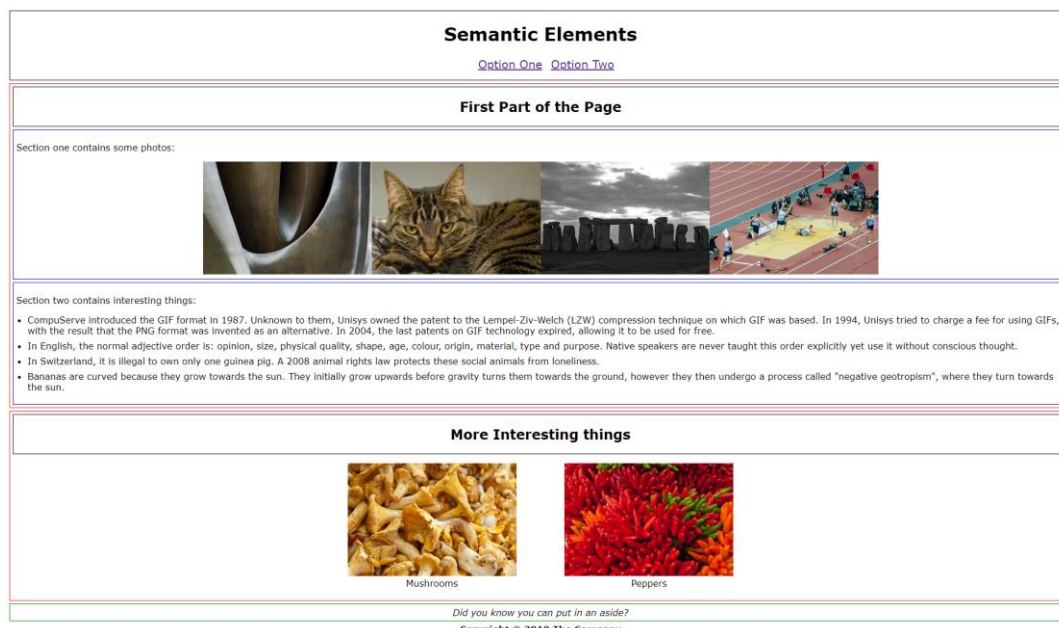 Semantic Elements
Option One Option Two
First Part of the Page
Section one contains some photos:
Section two contains interesting things:
• CompuServe introduced the GIF format in 1987. Unknown to them, Unisys owned the patent to the Lempel-Ziv-Welch (LZW) compression technique on which GIF was based. In 1994, Unisys tried to charge a fee for using GIFs,
with the result that the PNG format was invented as an alternative. In 2004, the last patents on GIF technology expired, allowing it to be used for free.
• In English, the normal adjective order is: opinion, size, physical quality, shape, age, colour, origin, material, type and purpose. Native speakers are never taught this order explicitly yet use it without conscious thought.
• In Switzerland, it is illegal to own only one guinea pig. A 2008 animal rights law protects these social animals from loneliness.
• Bananas are curved because they grow towards the sun. They initially grow upwards before gravity turns them towards the ground, however they then undergo a process called "negative geotropism", where they turn towards
the sun.
More Interesting things
Mushrooms Peppers
Did you know you can put in an aside?
Copyright © 2019 The Company